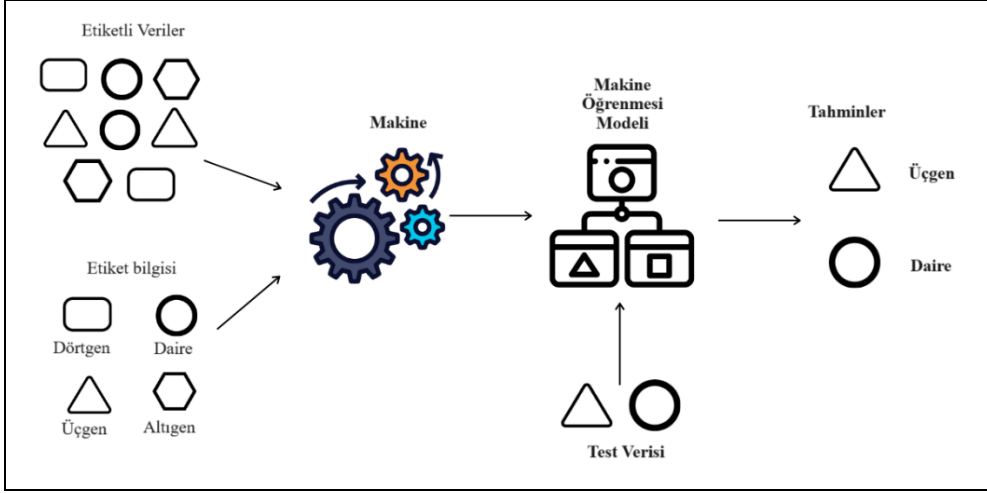 Etiketli Veriler
Etiket bilgisi
Dörtgen
Daire
Üçgen
Altıgen
Makine
Makine
Öğrenmesi
Modeli
Test Verisi
Tahminler
Üçgen
Daire